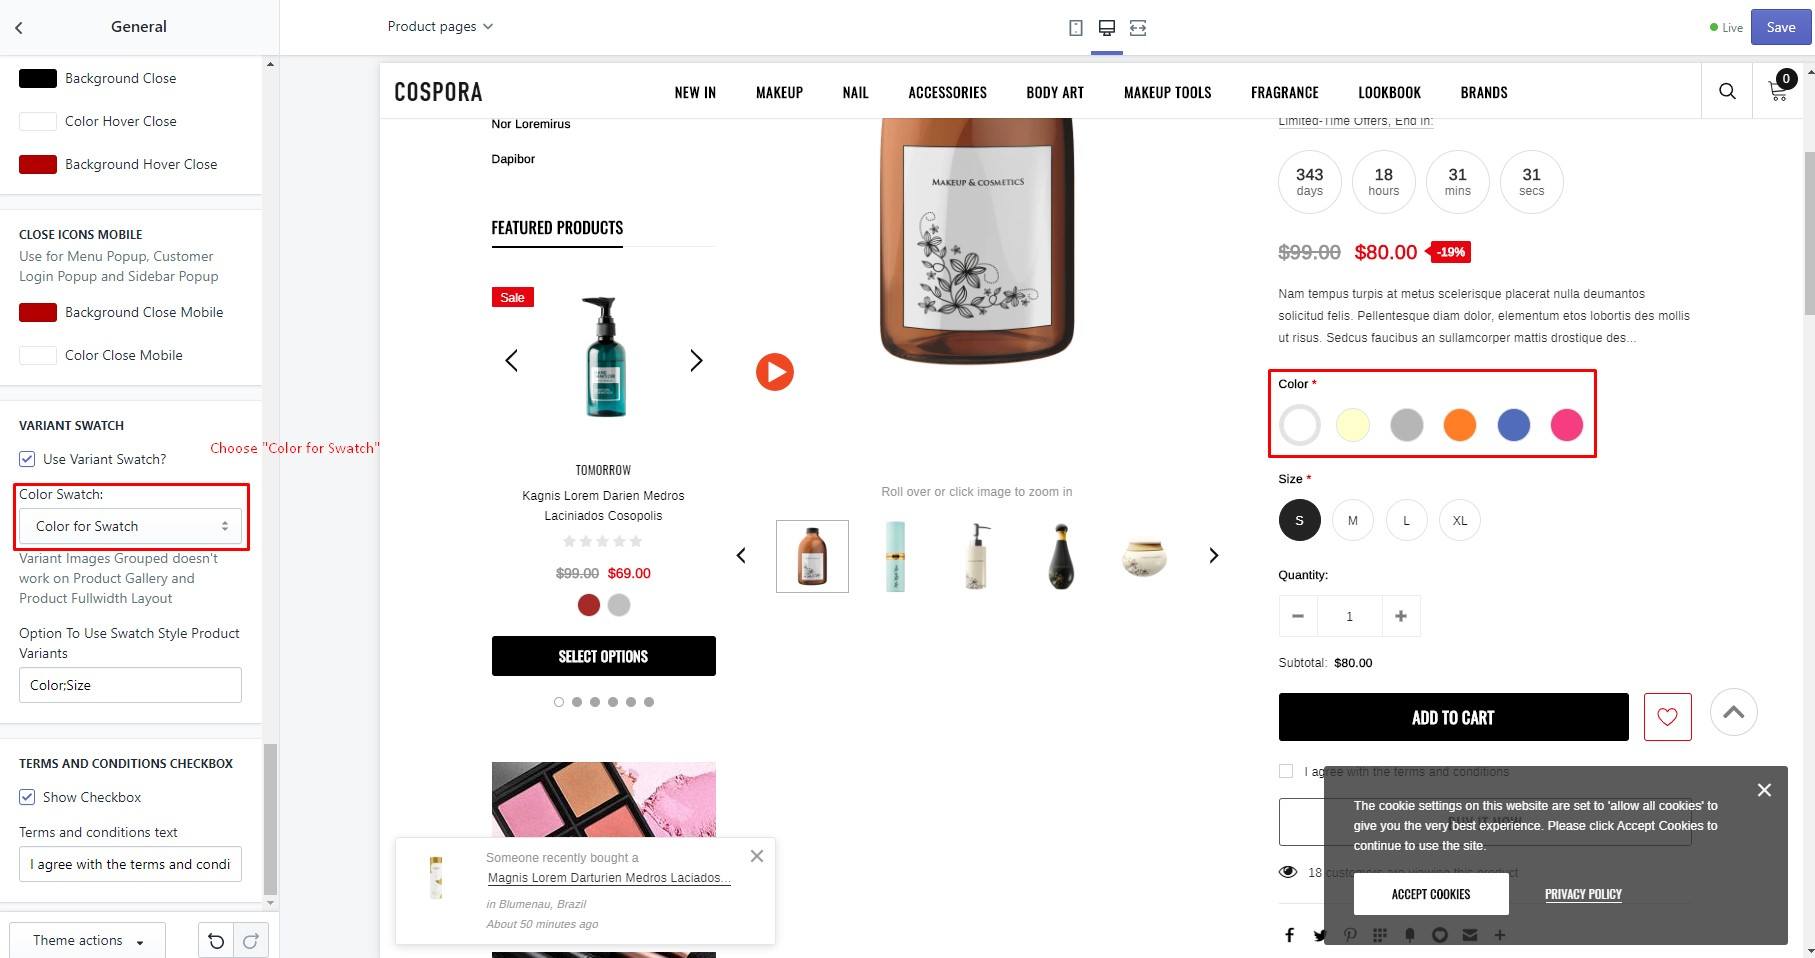 General
Product pages
Live
Save
Background Close
Color Hover Close
Background Hover Close
CLOSE ICONS MOBILE
Use for Menu Popup, Customer
Login Popup and Sidebar Popup
Background Close Mobile
Color Close Mobile
VARIANT SWATCH
Use Variant Swatch?
Choose "Color for Swatch"
Color Swatch:
Color for Swatch
Variant Images Grouped doesn't
work on Product Gallery and
Product Fullwidth Layout
Option To Use Swatch Style Product
Variants
Color;Size
TERMS AND CONDITIONS CHECKBOX
Show Checkbox
Terms and conditions text
I agree with the terms and condi
Theme actions
COSPORA
NEW IN
MAKEUP
NAIL
ACCESSORIES
BODY ART
MAKEUP TOOLS
FRAGRANCE
LOOKBOOK
BRANDS
0
Nor Loremirus
Dapibor
FEATURED PRODUCTS
Sale
TOMORROW
Kagnis Lorem Darien Medros
Laciniados Cosopolis
$99.00 $69.00
SELECT OPTIONS
Someone recently bought a
Magnis Lorem Darturien Medros Laciados...
in Blumenau, Brazil
About 50 minutes ago
MAKEUP & COSMETICS
Roll over or click image to zoom in
Limited-Time Offers, End in:
343 18 31 31
days hours mins secs
$99.00 $80.00 -19%
Nam tempus turpis at metus scelerisque placerat nulla deumantos
solicitud felis. Pellentesque diam dolor, elementum etos lobortis des mollis
ut risus. Sedcus faucibus an sullamcorper mattis drostique des...
Color *
Size *
S M L XL
Quantity:
1
Subtotal: $80.00
ADD TO CART
I agree with the terms and conditions
BUY IT NOW
18 customers are viewing this product
The cookie settings on this website are set to 'allow all cookies' to
give you the very best experience. Please click Accept Cookies to
continue to use the site.
ACCEPT COOKIES
PRIVACY POLICY